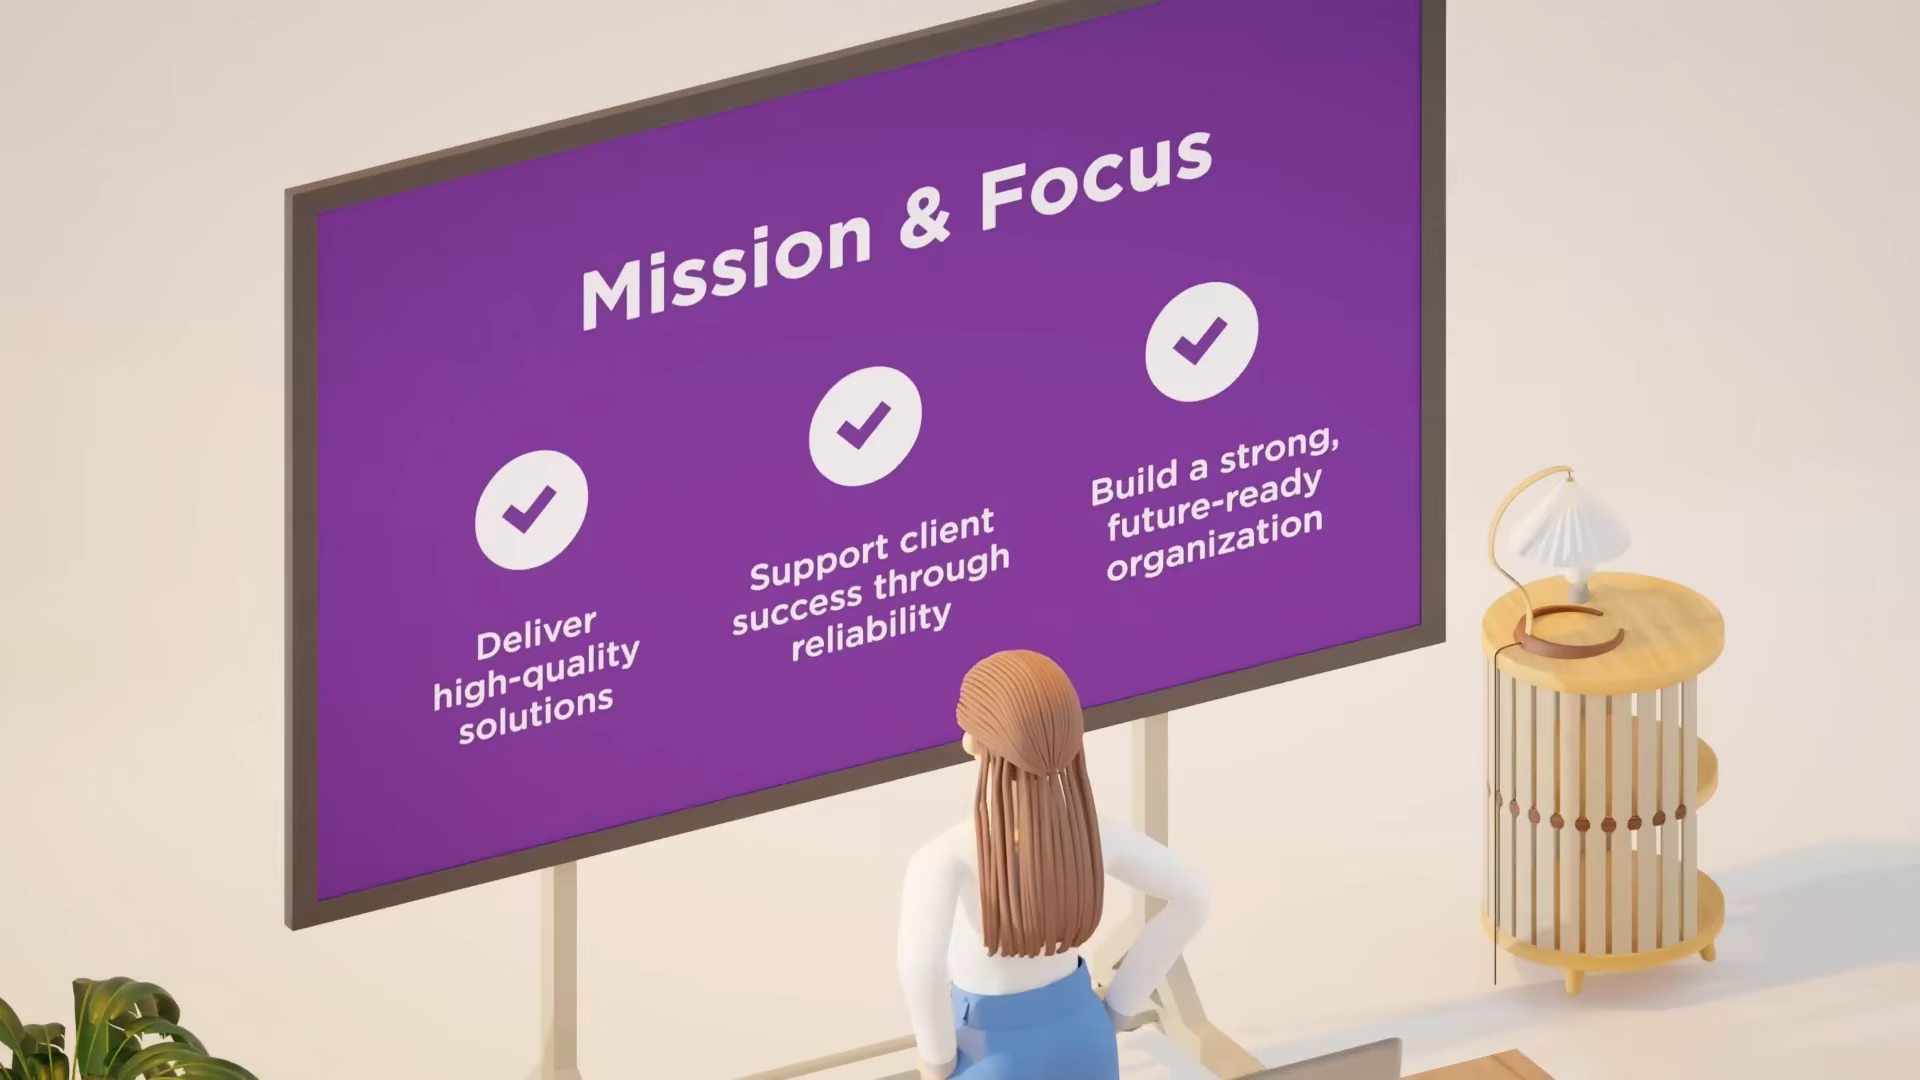 Mission & Focus
Deliver
high-quality
solutions
Support client
success through
reliability
Build a strong,
future-ready
organization